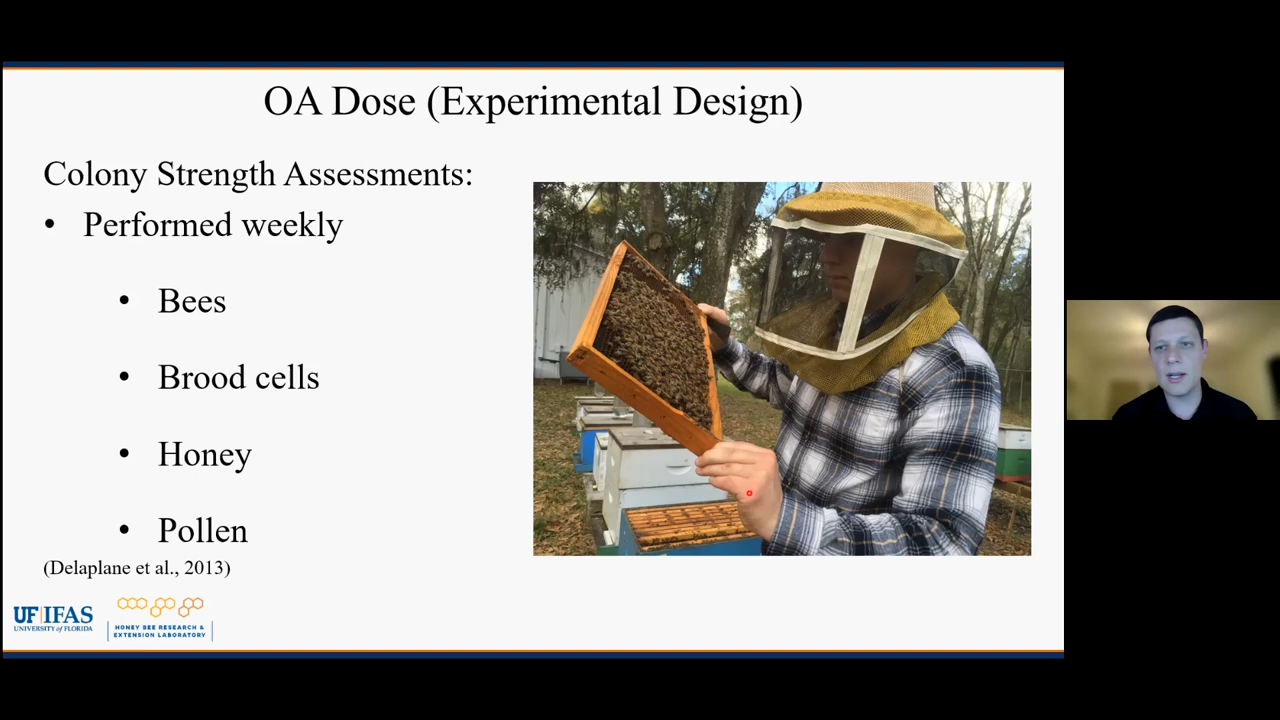 OA Dose (Experimental Design)
Colony Strength Assessments:
• Performed weekly
• Bees
• Brood cells
• Honey
• Pollen
(Delaplane et al., 2013)
UF|IFAS
UNIVERSITY of FLORIDA
HONEY BEE RESEARCH &
EXTENSION LABORATORY